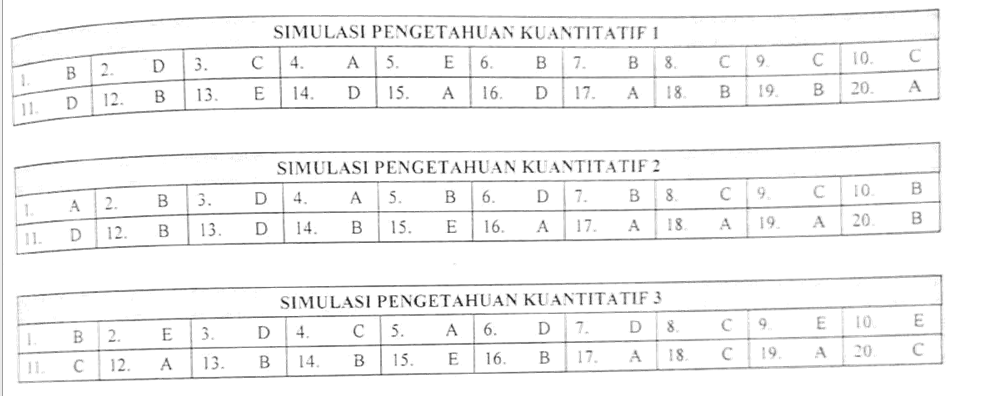 SIMULASI PENGETAHUAN KUANTITATIF 1
1. B 2. D 3. C 4. A 5. E 6. B 7. B 8. C 9. C 10. C
11. D 12. B 13. E 14. D 15. A 16. D 17. A 18. B 19. B 20. A
SIMULASI PENGETAHUAN KUANTITATIF 2
1. A 2. B 3. D 4. A 5. B 6. D 7. B 8. C 9. C 10. B
11. D 12. B 13. D 14. B 15. E 16. A 17. A 18. A 19. A 20. B
SIMULASI PENGETAHUAN KUANTITATIF 3
1. B 2. E 3. D 4. C 5. A 6. D 7. D 8. C 9. E 10. E
11. C 12. A 13. B 14. B 15. E 16. B 17. A 18. C 19. A 20. C